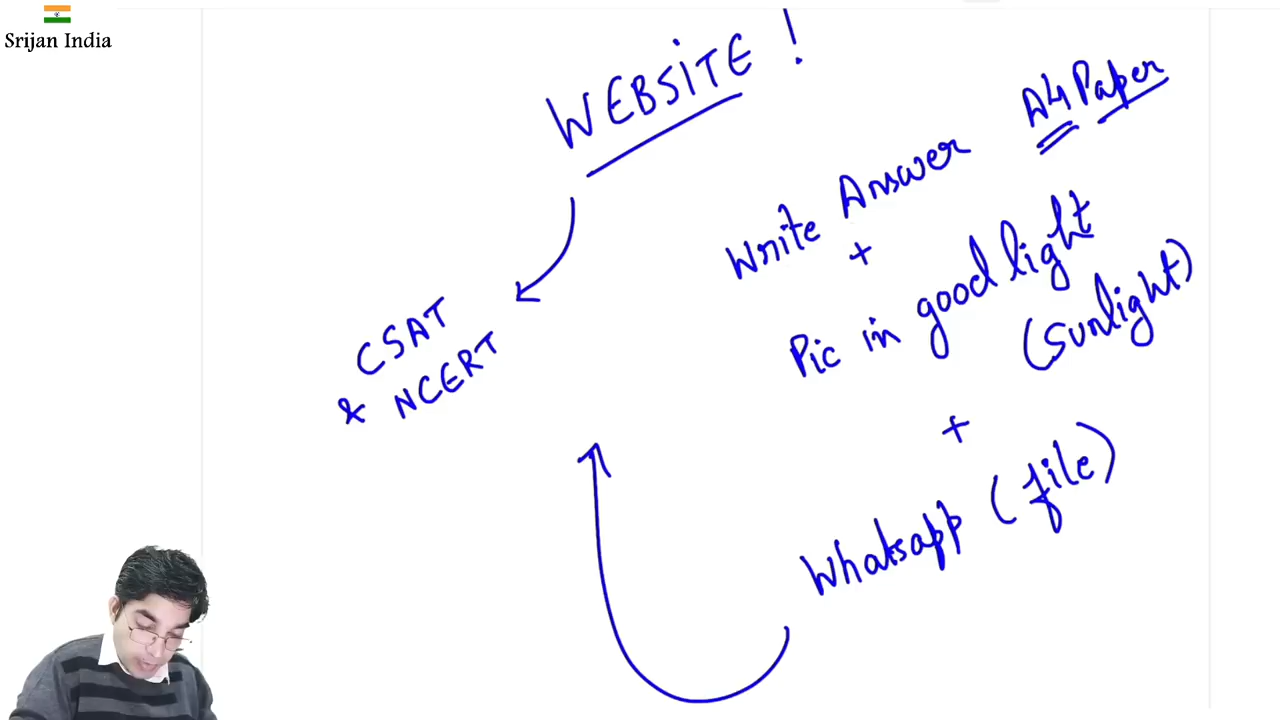 Srijan India
WEBSITE !
A4 Paper
Write Answer
+
Pic in good light
(sunlight)
+
Whatsapp (file)
CSAT
& NCERT